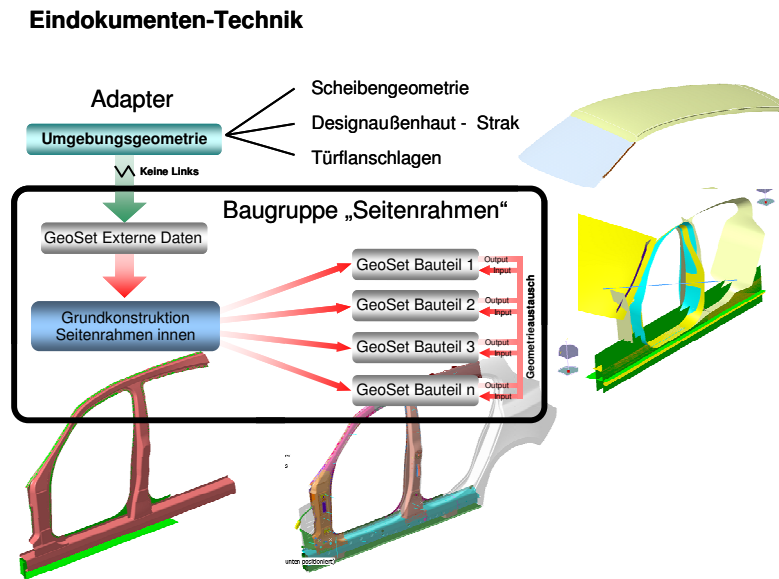 Eindokumenten-Technik
Adapter
Umgebungsgeometrie
Scheibengeometrie
Designaußenhaut - Strak
Türflanschlagen
Keine Links
Baugruppe „Seitenrahmen“
GeoSet Externe Daten
Grundkonstruktion
Seitenrahmen innen
GeoSet Bauteil 1
Output
Input
GeoSet Bauteil 2
Output
Input
GeoSet Bauteil 3
Output
Input
GeoSet Bauteil n
Output
Input
Geometrieaustausch
unten positioniert)